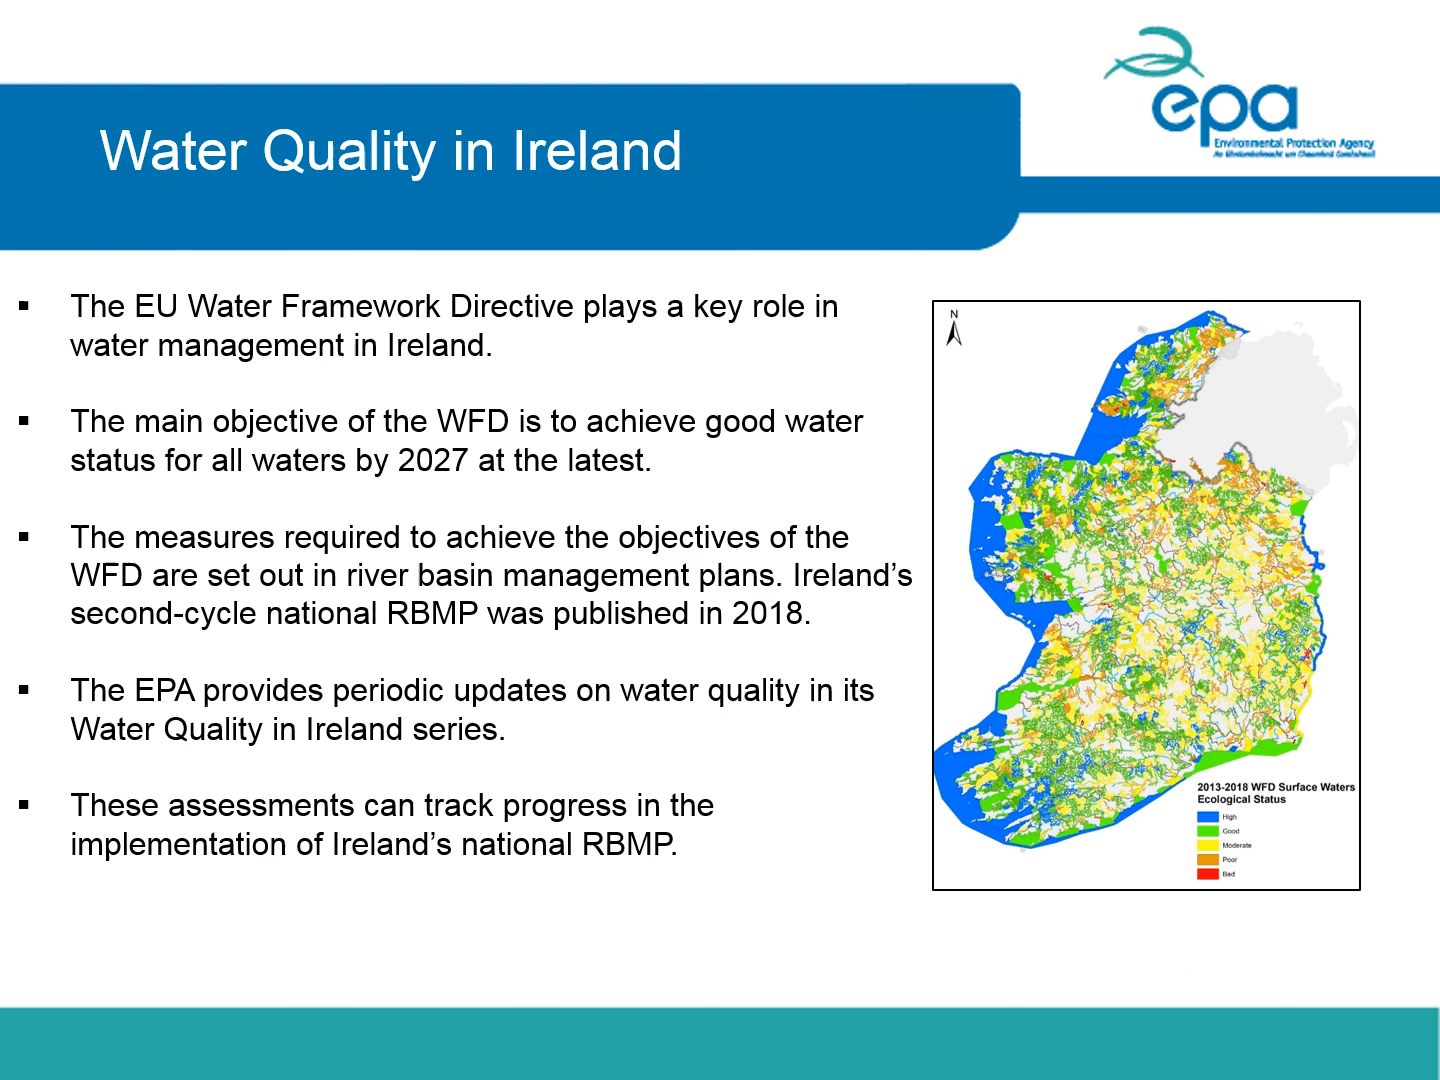 Water Quality in Ireland
epa
Environmental Protection Agency
▪ The EU Water Framework Directive plays a key role in
water management in Ireland.
▪ The main objective of the WFD is to achieve good water
status for all waters by 2027 at the latest.
▪ The measures required to achieve the objectives of the
WFD are set out in river basin management plans. Ireland’s
second-cycle national RBMP was published in 2018.
▪ The EPA provides periodic updates on water quality in its
Water Quality in Ireland series.
▪ These assessments can track progress in the
implementation of Ireland’s national RBMP.
N
2013-2018 WFD Surface Waters
Ecological Status
High
Good
Moderate
Poor
Bad